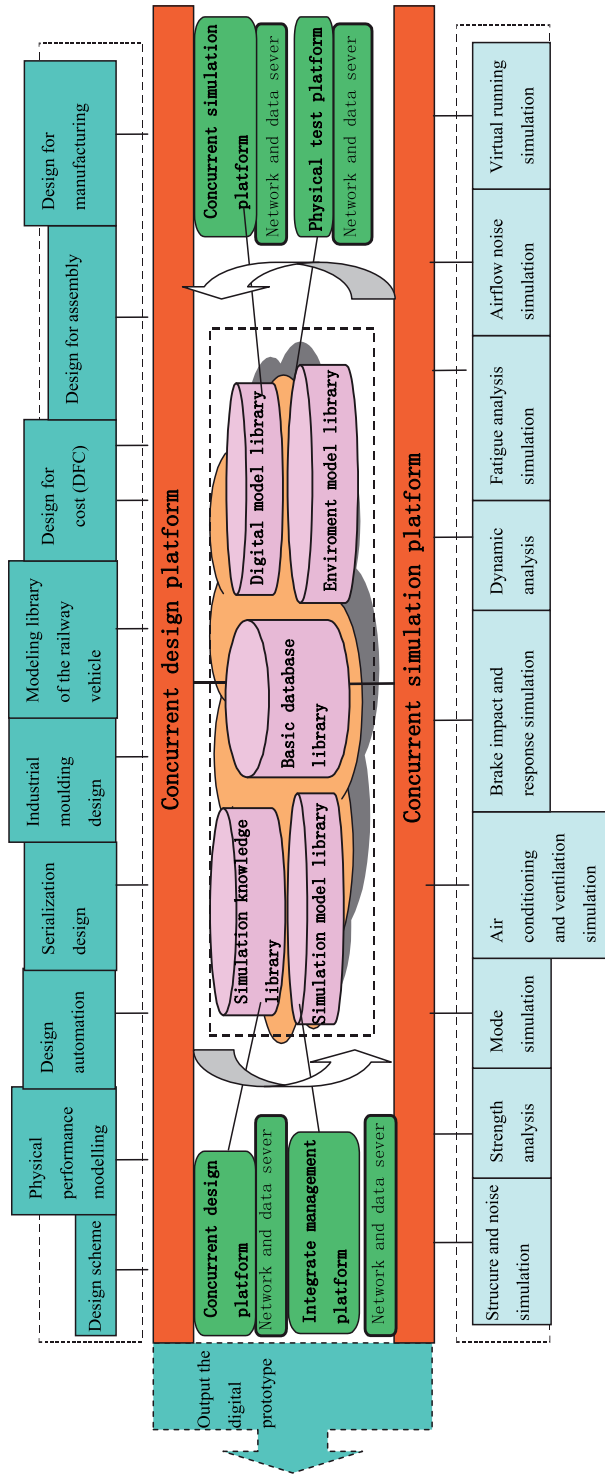 Design scheme
Physical
performance
modelling
Design
automation
Serialization
design
Industrial
moulding
design
Modeling library
of the railway
vehicle
Design for
cost (DFC)
Design for assembly
Design for
manufacturing
Concurrent design platform
Output the
digital
prototype
Concurrent design
platform
Network and data sever
Integrate management
platform
Network and data sever
Simulation knowledge
library
Simulation model library
Basic database
library
Digital model library
Enviroment model library
Concurrent simulation
platform
Network and data sever
Physical test platform
Network and data sever
Concurrent simulation platform
Strucure and noise
simulation
Strength
analysis
Mode
simulation
Air
conditioning
and ventilation
simulation
Brake impact and
response simulation
Dynamic
analysis
Fatigue analysis
simulation
Airflow noise
simulation
Virtual running
simulation